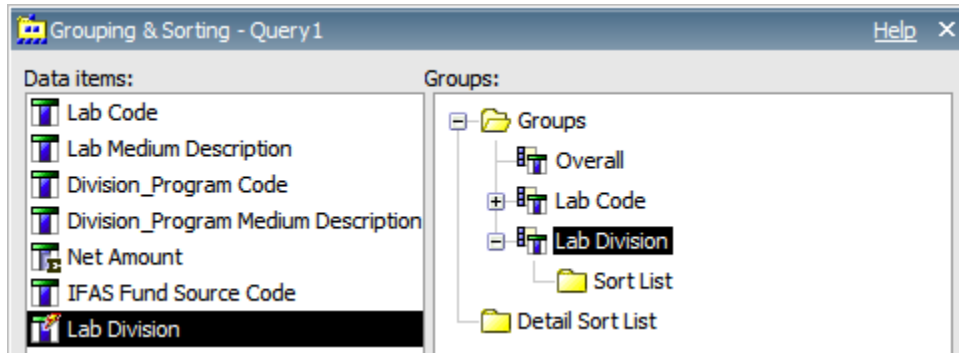 Grouping & Sorting - Query1 Help
Data items:
Lab Code
Lab Medium Description
Division_Program Code
Division_Program Medium Description
Net Amount
IFAS Fund Source Code
Lab Division
Groups:
Groups
Overall
Lab Code
Lab Division
Sort List
Detail Sort List